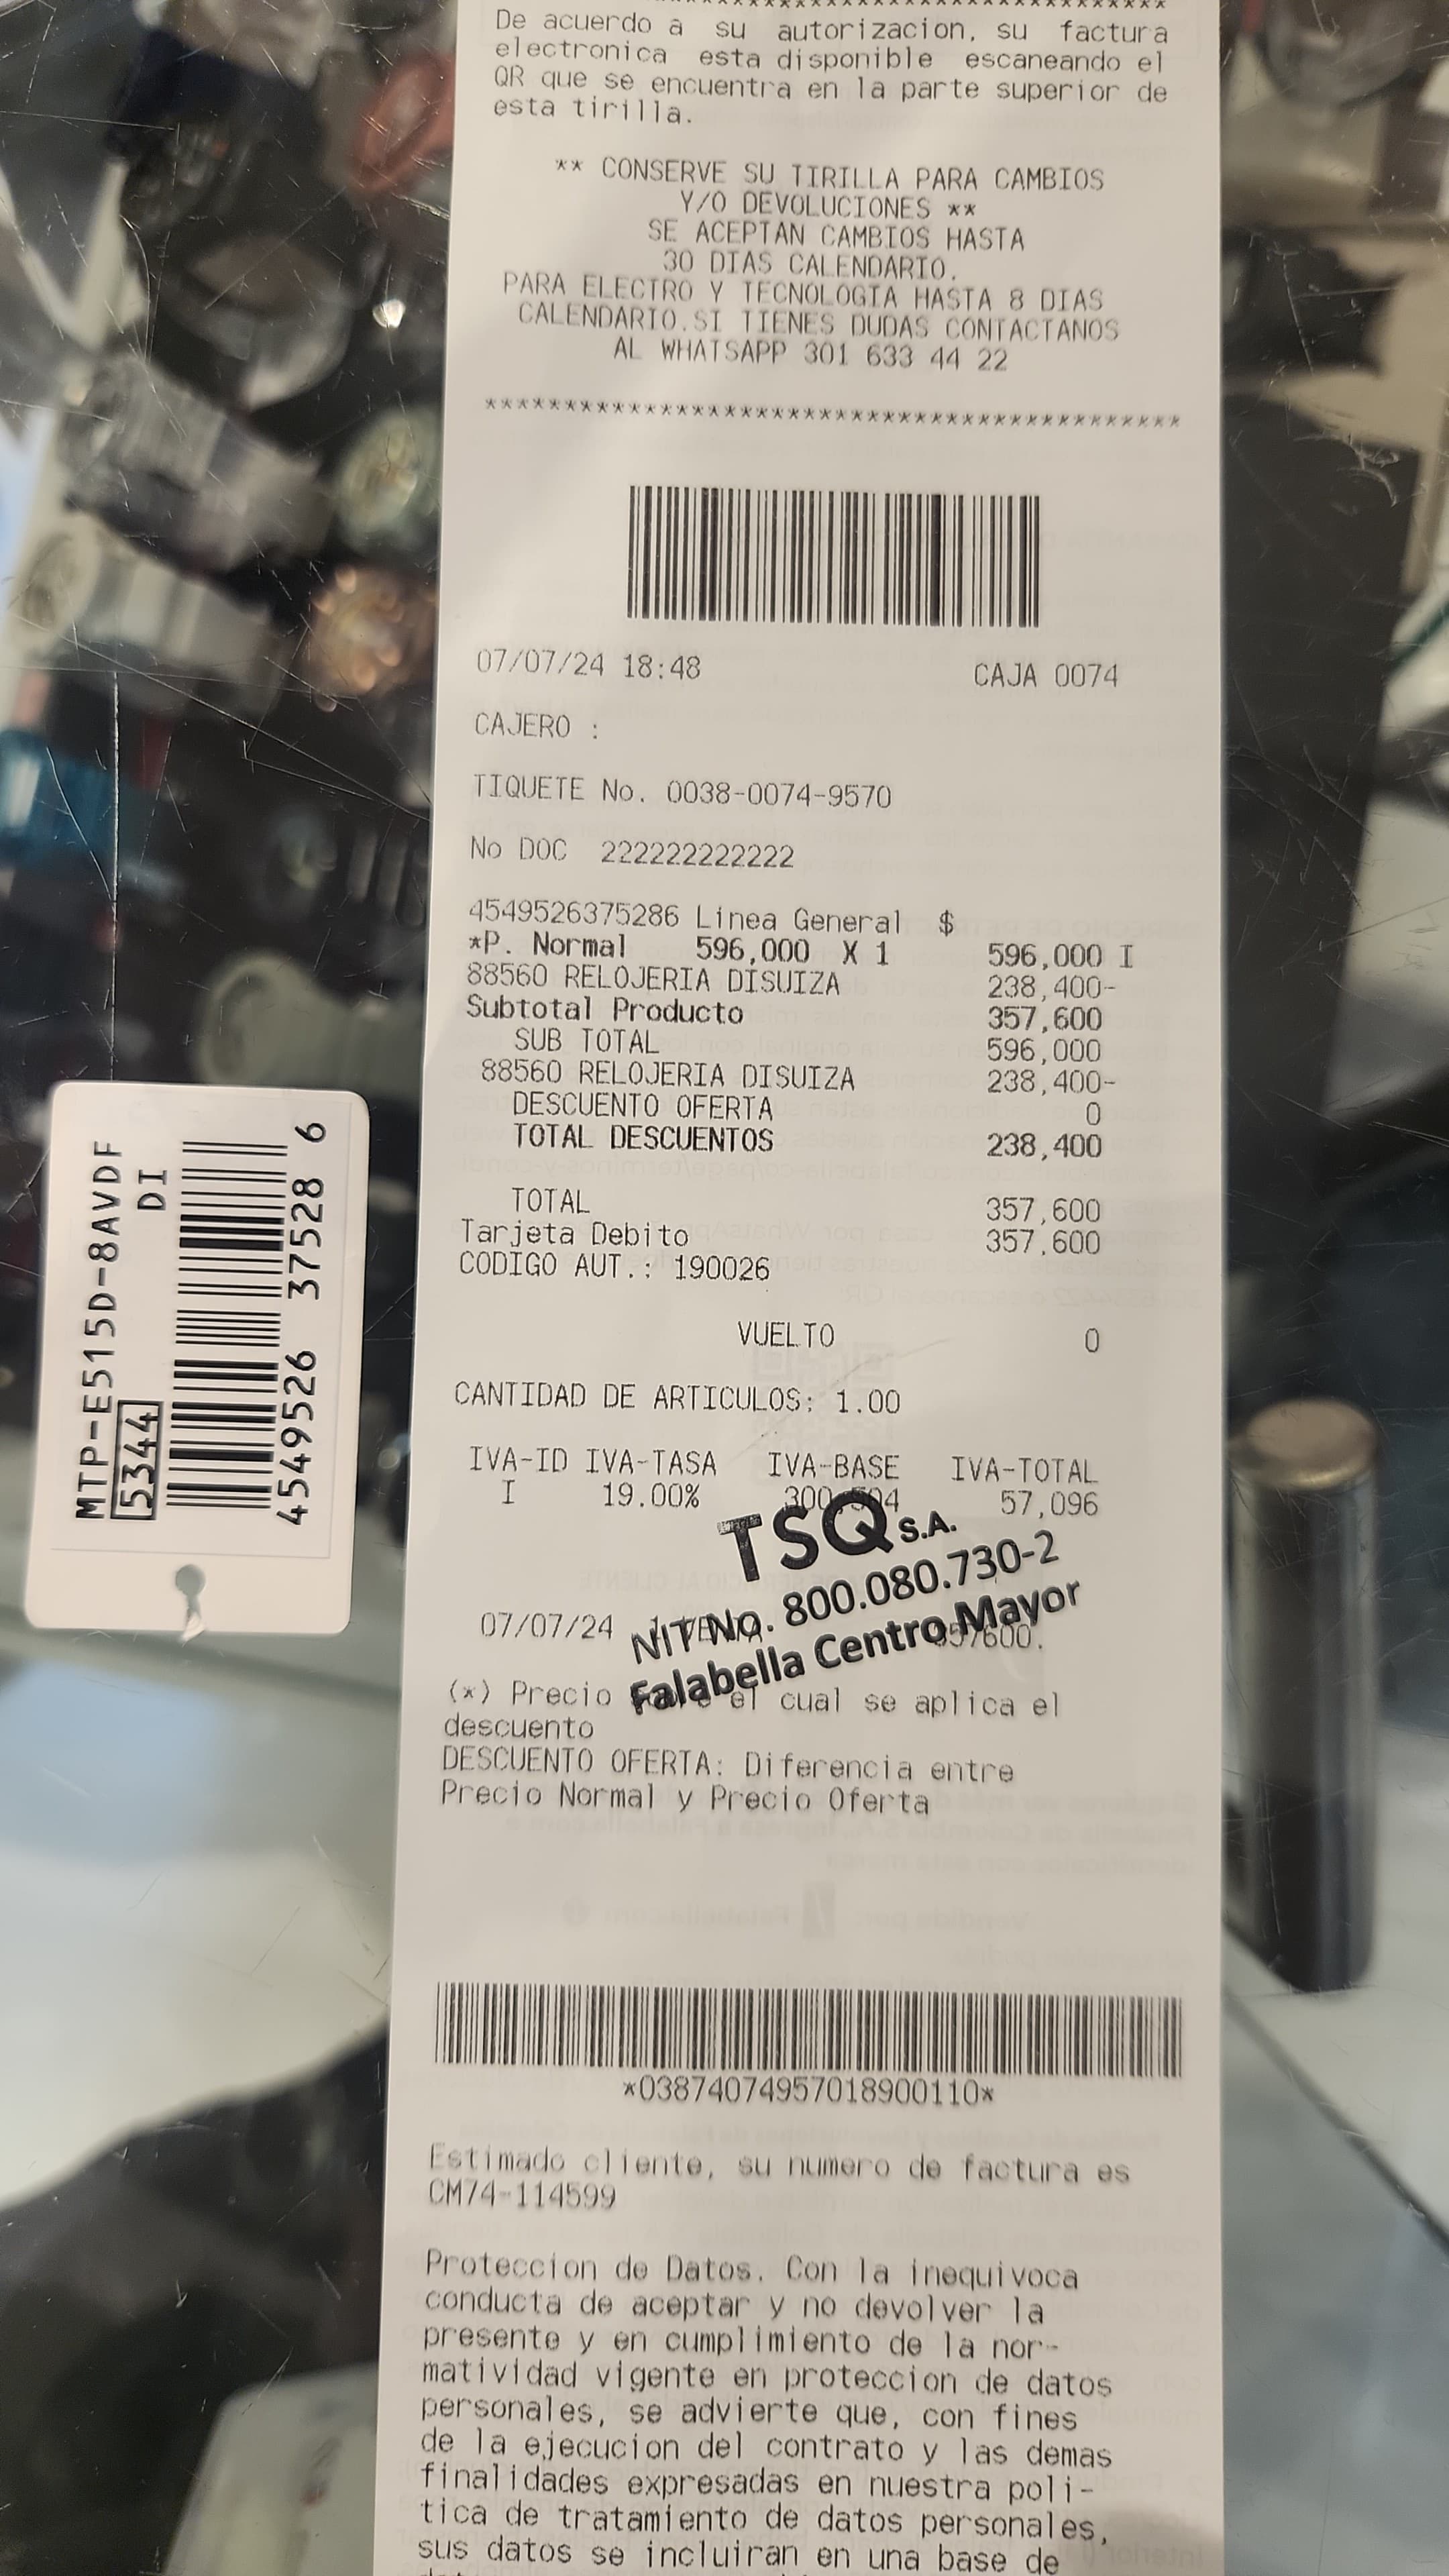 De acuerdo a su autorizacion, su factura
electronica esta disponible escaneando el
QR que se encuentra en la parte superior de
esta tirilla.
** CONSERVE SU TIRILLA PARA CAMBIOS
Y/O DEVOLUCIONES **
SE ACEPTAN CAMBIOS HASTA
30 DIAS CALENDARIO.
PARA ELECTRO Y TECNOLOGIA HASTA 8 DIAS
CALENDARIO.SI TIENES DUDAS CONTACTANOS
AL WHATSAPP 301 633 44 22
*******************************************
07/07/24 18:48 CAJA 0074
CAJERO :
TIQUETE No. 0038-0074-9570
No DOC 222222222222
4549526375286 Linea General $
*P. Normal 596,000 X 1 596,000 I
88560 RELOJERIA DISUIZA 238,400-
Subtotal Producto 357,600
SUB TOTAL 596,000
88560 RELOJERIA DISUIZA 238,400-
DESCUENTO OFERTA 0
TOTAL DESCUENTOS 238,400
TOTAL 357,600
Tarjeta Debito 357,600
CODIGO AUT.: 190026
VUELTO 0
CANTIDAD DE ARTICULOS: 1.00
IVA-ID IVA-TASA IVA-BASE IVA-TOTAL
I 19.00% 57,096
TSQ S.A.
NIT No. 800.080.730-2
Falabella Centro Mayor
07/07/24
(*) Precio el cual se aplica el
descuento
DESCUENTO OFERTA: Diferencia entre
Precio Normal y Precio Oferta
*03874074957018900110*
Estimado cliente, su numero de factura es
CM74-114599
Proteccion de Datos. Con la inequivoca
conducta de aceptar y no devolver la
presente y en cumplimiento de la nor-
matividad vigente en proteccion de datos
personales, se advierte que, con fines
de la ejecucion del contrato y las demas
finalidades expresadas en nuestra poli-
tica de tratamiento de datos personales,
sus datos se incluiran en una base de
MTP-E515D-8AVDF
DI
5344
4549526 37528 6